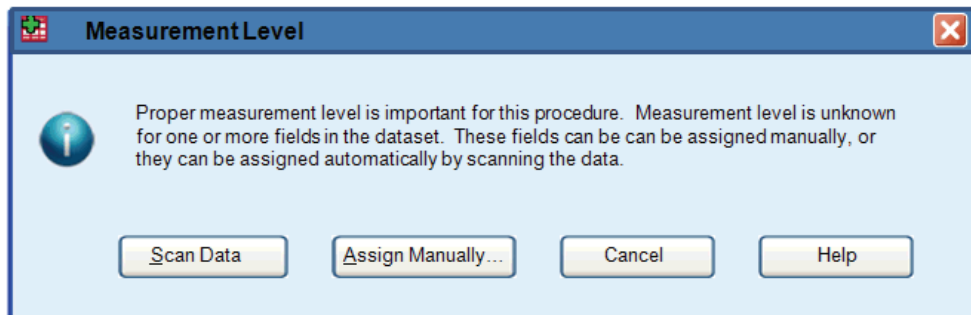 Measurement Level
Proper measurement level is important for this procedure. Measurement level is unknown
for one or more fields in the dataset. These fields can be can be assigned manually, or
they can be assigned automatically by scanning the data.
Scan Data Assign Manually... Cancel Help